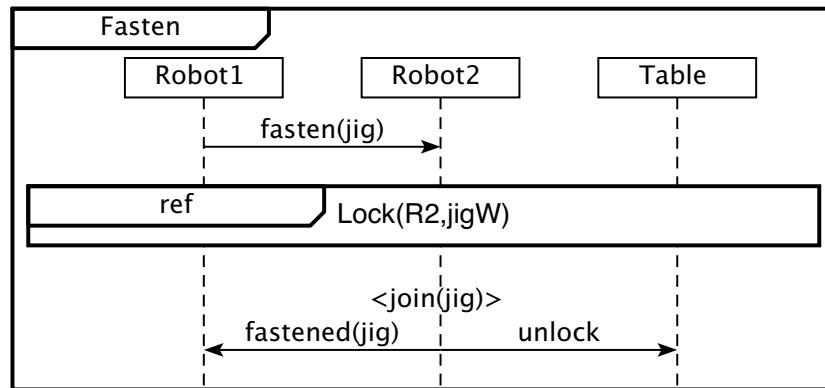 Fasten
Robot1 Robot2 Table
fasten(jig)
ref Lock(R2,jigW)
<join(jig)>
fastened(jig) unlock